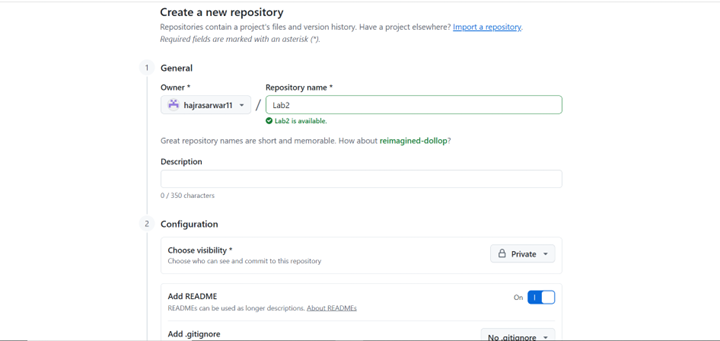 Create a new repository
Repositories contain a project's files and version history. Have a project elsewhere? Import a repository.
Required fields are marked with an asterisk (*).
1 General
Owner * Repository name *
hajrasarwar11 / Lab2
Lab2 is available.
Great repository names are short and memorable. How about reimagined-dollop?
Description
0 / 350 characters
2 Configuration
Choose visibility * Private
Choose who can see and commit to this repository
Add README On
READMEs can be used as longer descriptions. About READMEs
Add .gitignore No .gitignore